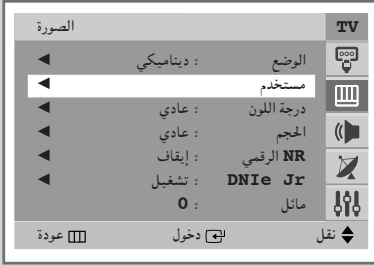 TV الصورة
الوضع : ديناميكي
مستخدم
درجة اللون : عادي
الحجم : عادي
NR الرقمي : إيقاف
DNIe Jr : تشغيل
مائل : 0
نقل دخول عودة